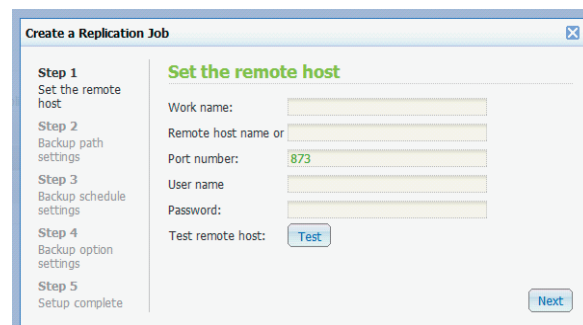 Create a Replication Job
Step 1
Set the remote
host
Step 2
Backup path
settings
Step 3
Backup schedule
settings
Step 4
Backup option
settings
Step 5
Setup complete
Set the remote host
Work name:
Remote host name or
Port number: 873
User name
Password:
Test remote host: Test
Next